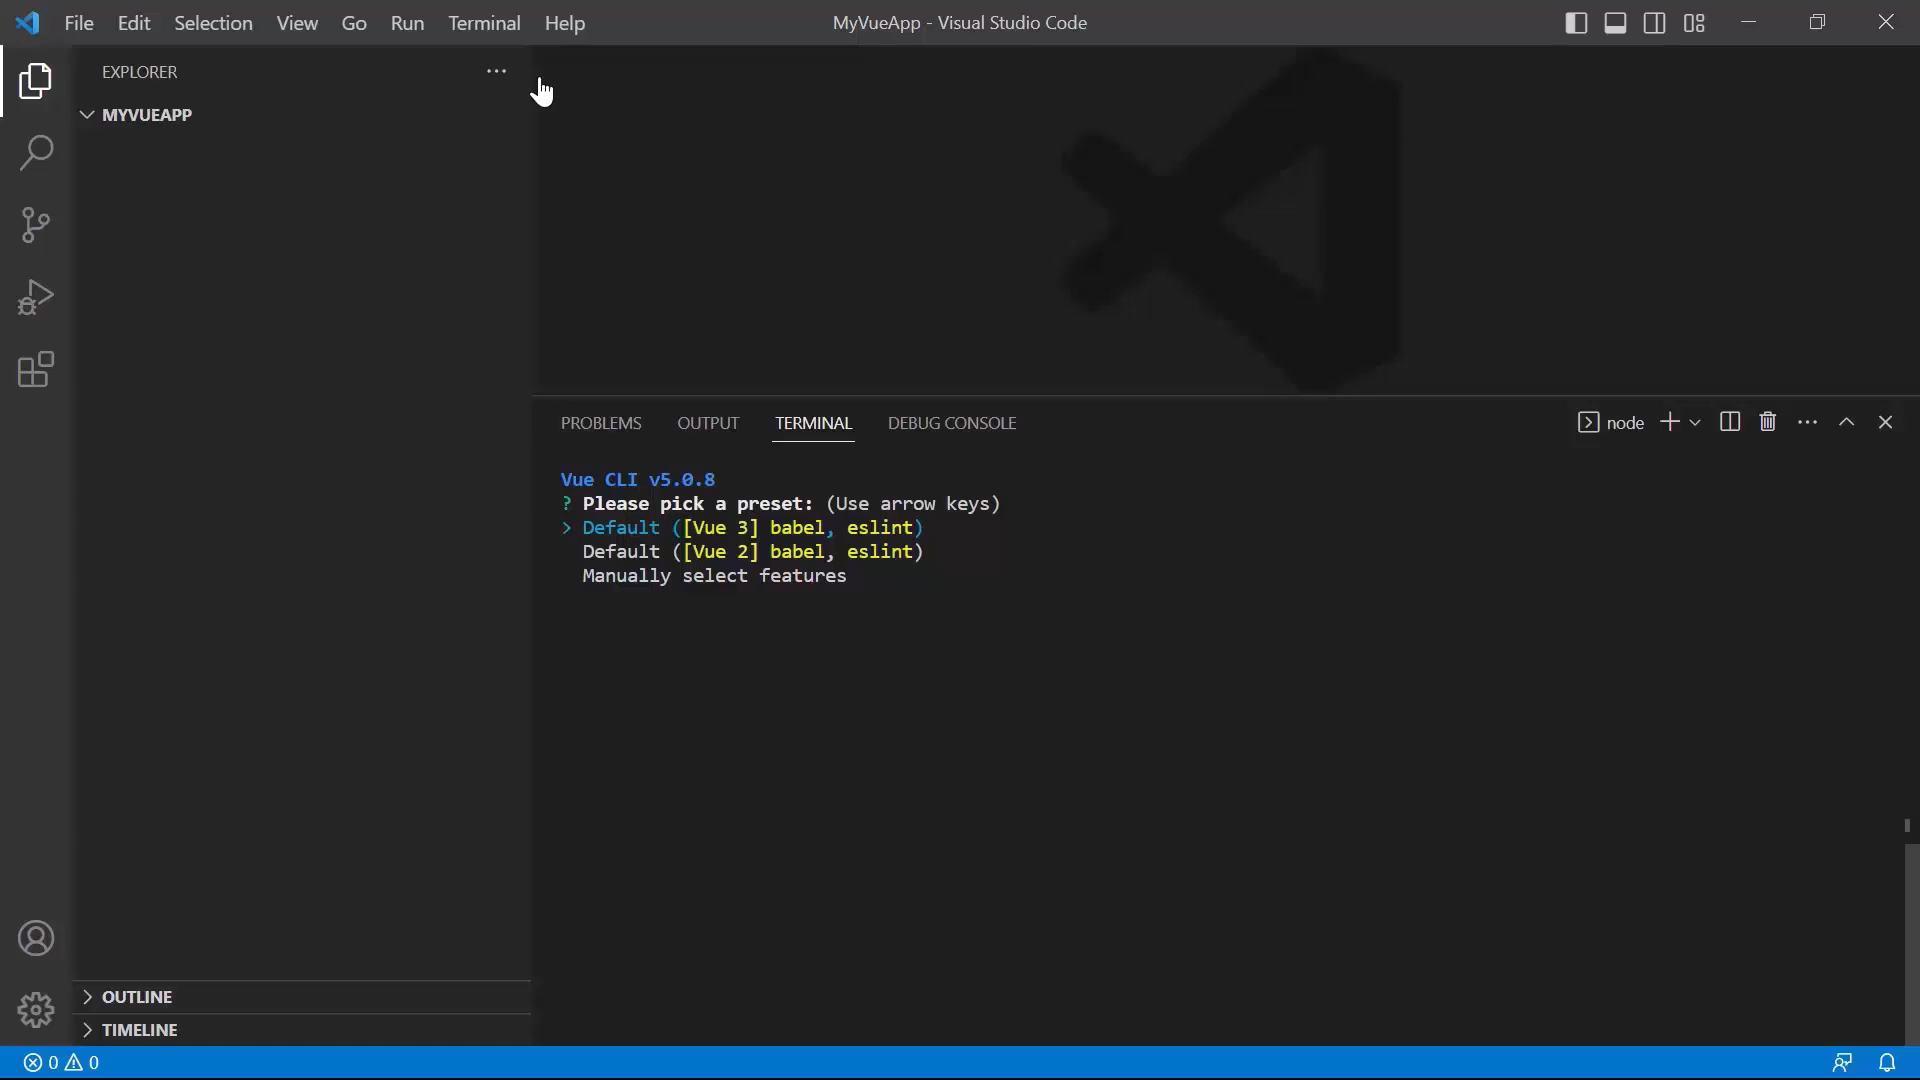 File Edit Selection View Go Run Terminal Help
MyVueApp - Visual Studio Code
EXPLORER
MYVUEAPP
PROBLEMS OUTPUT TERMINAL DEBUG CONSOLE
node
Vue CLI v5.0.8
? Please pick a preset: (Use arrow keys)
> Default ([Vue 3] babel, eslint)
Default ([Vue 2] babel, eslint)
Manually select features
OUTLINE
TIMELINE
0 0